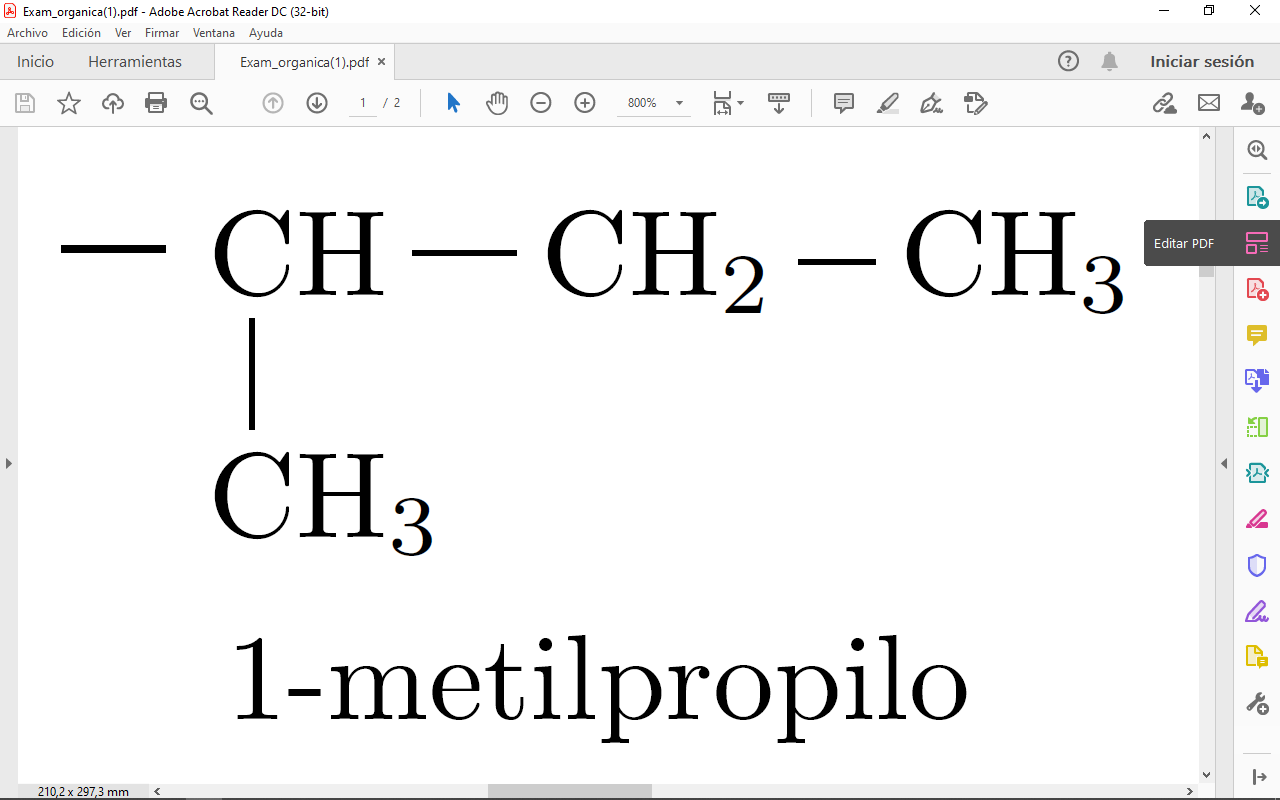 Exam_organica(1).pdf - Adobe Acrobat Reader DC (32-bit)
Archivo Edición Ver Firmar Ventana Ayuda
Inicio Herramientas Exam_organica(1).pdf × Iniciar sesión
1 / 2 800%
CH CH2 CH3
Editar PDF
CH3
1-metilpropilo
210,2 x 297,3 mm